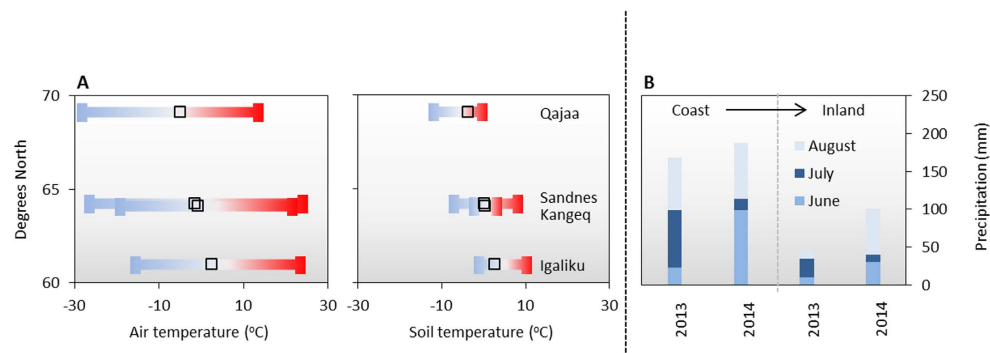 A
B
70
65
60
Degrees North
-30
-10
10
30
Air temperature (ºC)
-30
-10
10
30
Soil temperature (ºC)
Qajaa
Sandnes
Kangeq
Igaliku
Coast
Inland
August
July
June
250
200
150
100
50
0
Precipitation (mm)
2013
2014
2013
2014